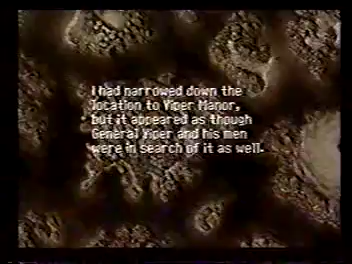 I had narrowed down the
location to Viper Manor,
but it appeared as though
General Viper and his men
were in search of it as well.